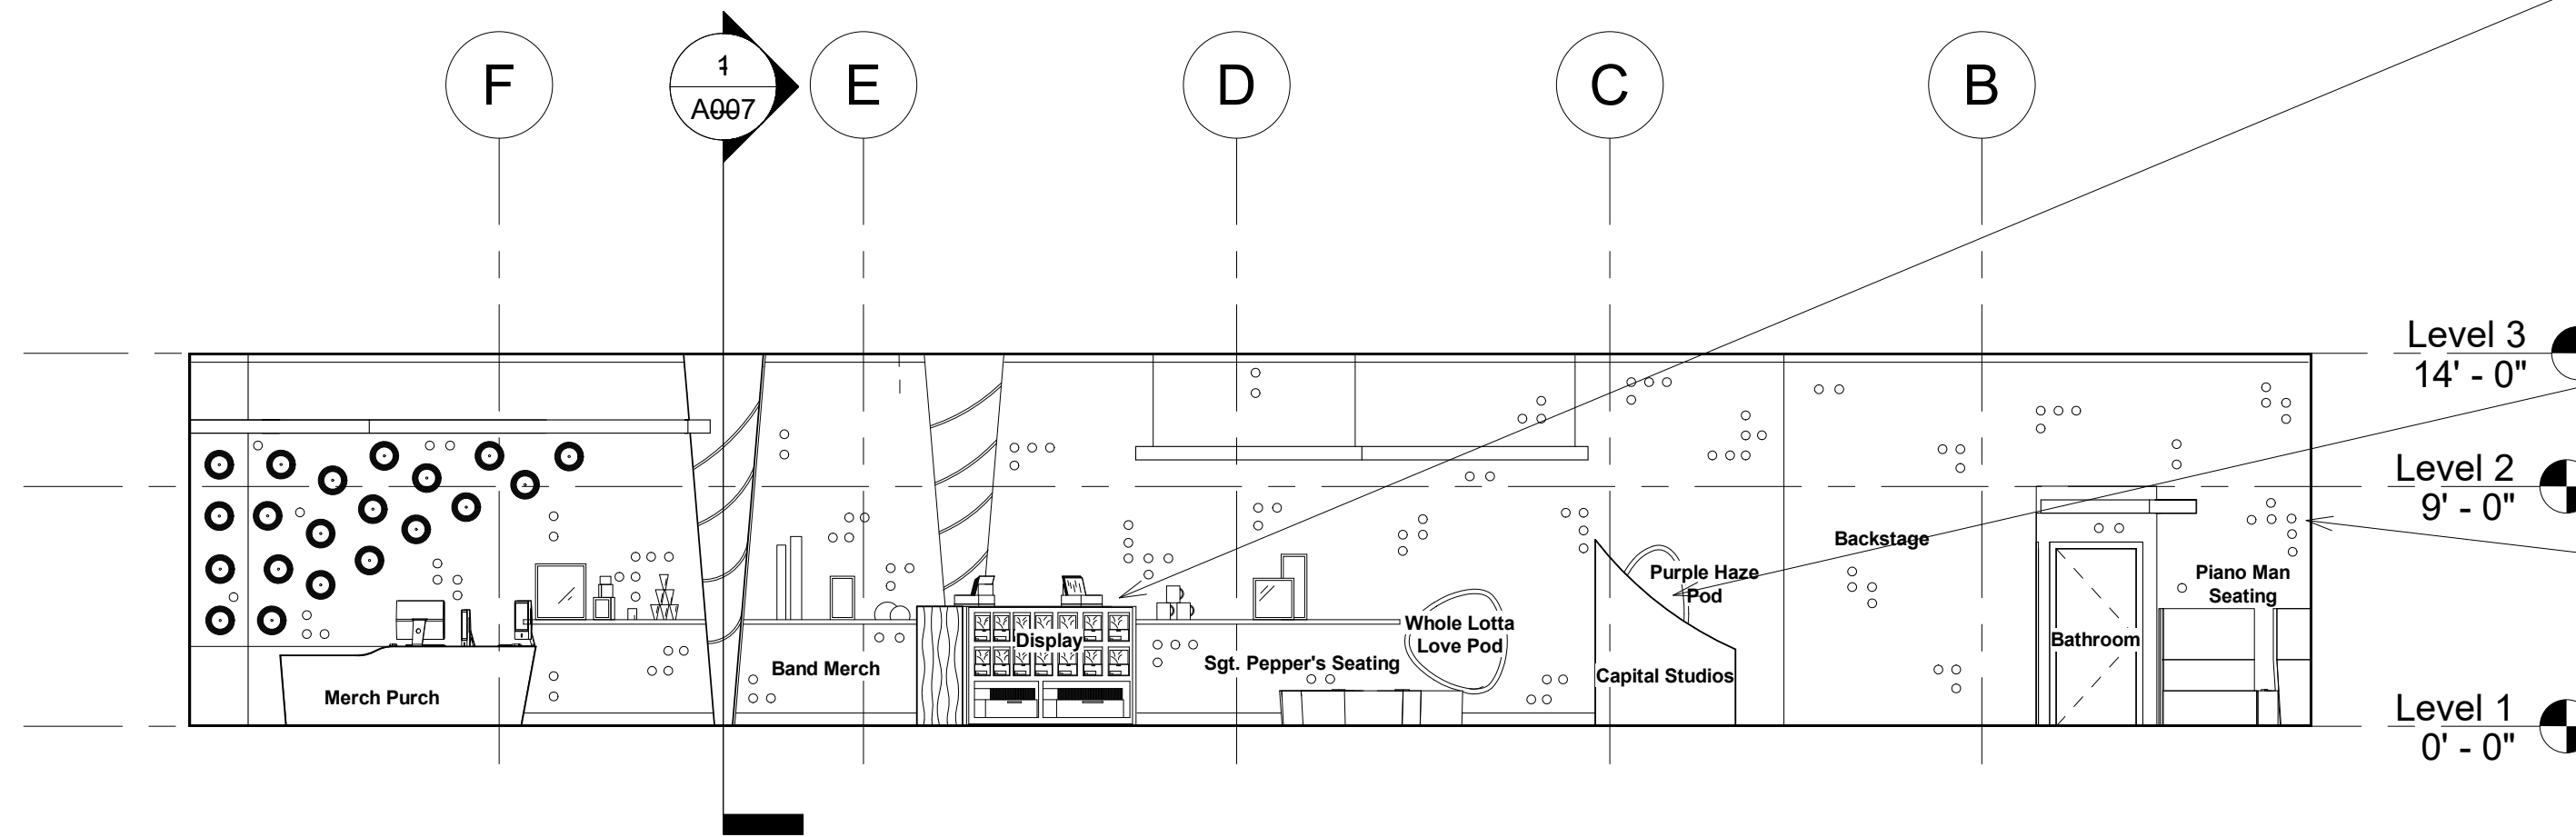 F
1
A007
E
D
C
B
Level 3
14' - 0"
Level 2
9' - 0"
Backstage
Purple Haze
Pod
Piano Man
Seating
Whole Lotta
Love Pod
Display
Bathroom
Sgt. Pepper's Seating
Band Merch
Capital Studios
Merch Purch
Level 1
0' - 0"